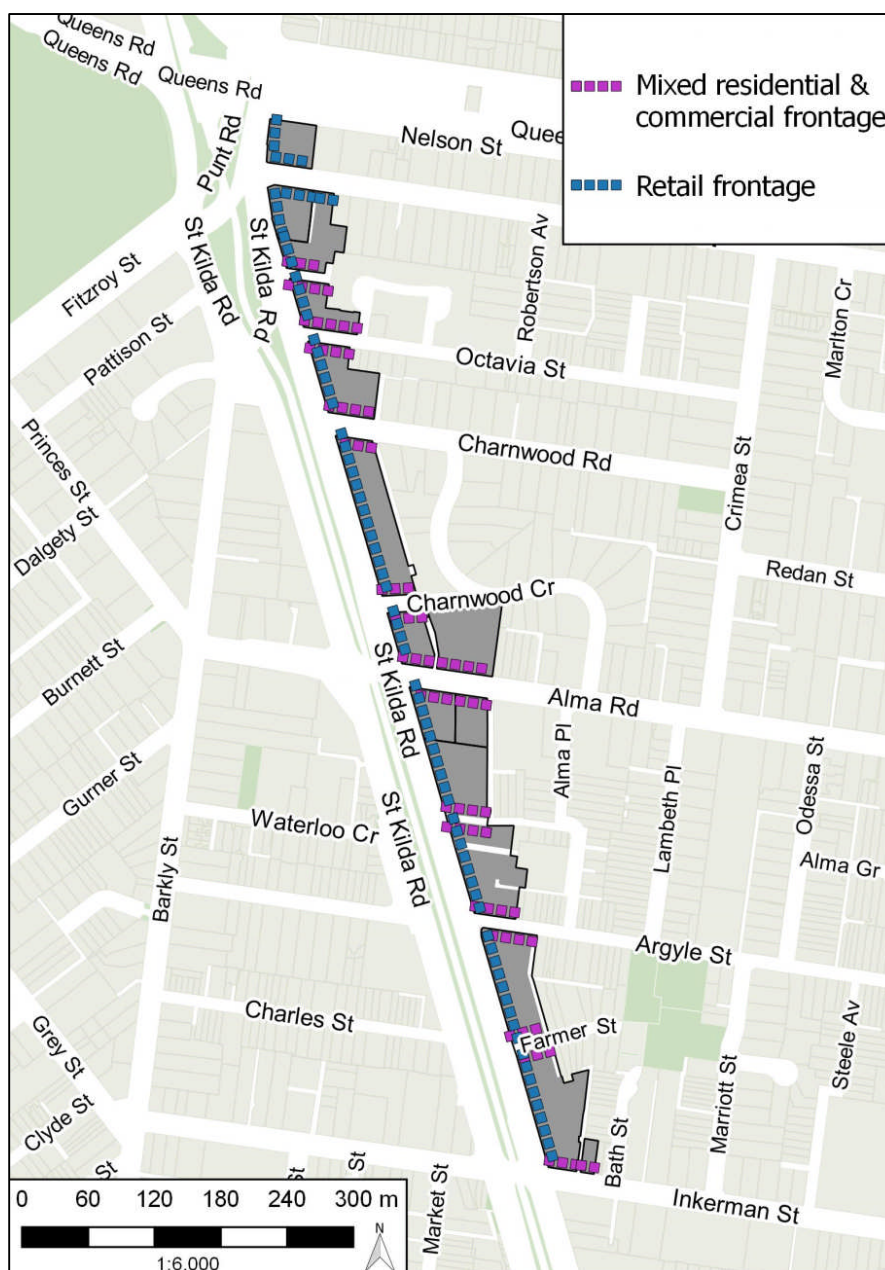 Queens Rd
Queens Rd
Queens Rd
Mixed residential &
commercial frontage
Retail frontage
Punt Rd
Nelson St
Quee
St Kilda Rd
St Kilda Rd
Fitzroy St
Robertson Av
Marlton Cr
Pattison St
Octavia St
Princes St
Charnwood Rd
Crimea St
Dalgety St
Redan St
Charnwood Cr
Burnett St
St Kilda Rd
Alma Rd
Gurner St
Alma Pl
Lambeth Pl
Odessa St
Waterloo Cr
St Kilda Rd
Barkly St
Alma Gr
Argyle St
Charles St
Farmer St
Grey St
Steele Av
Marriott St
Clyde St
Bath St
St
St
St
Market St
Inkerman St
0 60 120 180 240 300 m
N
1:6,000